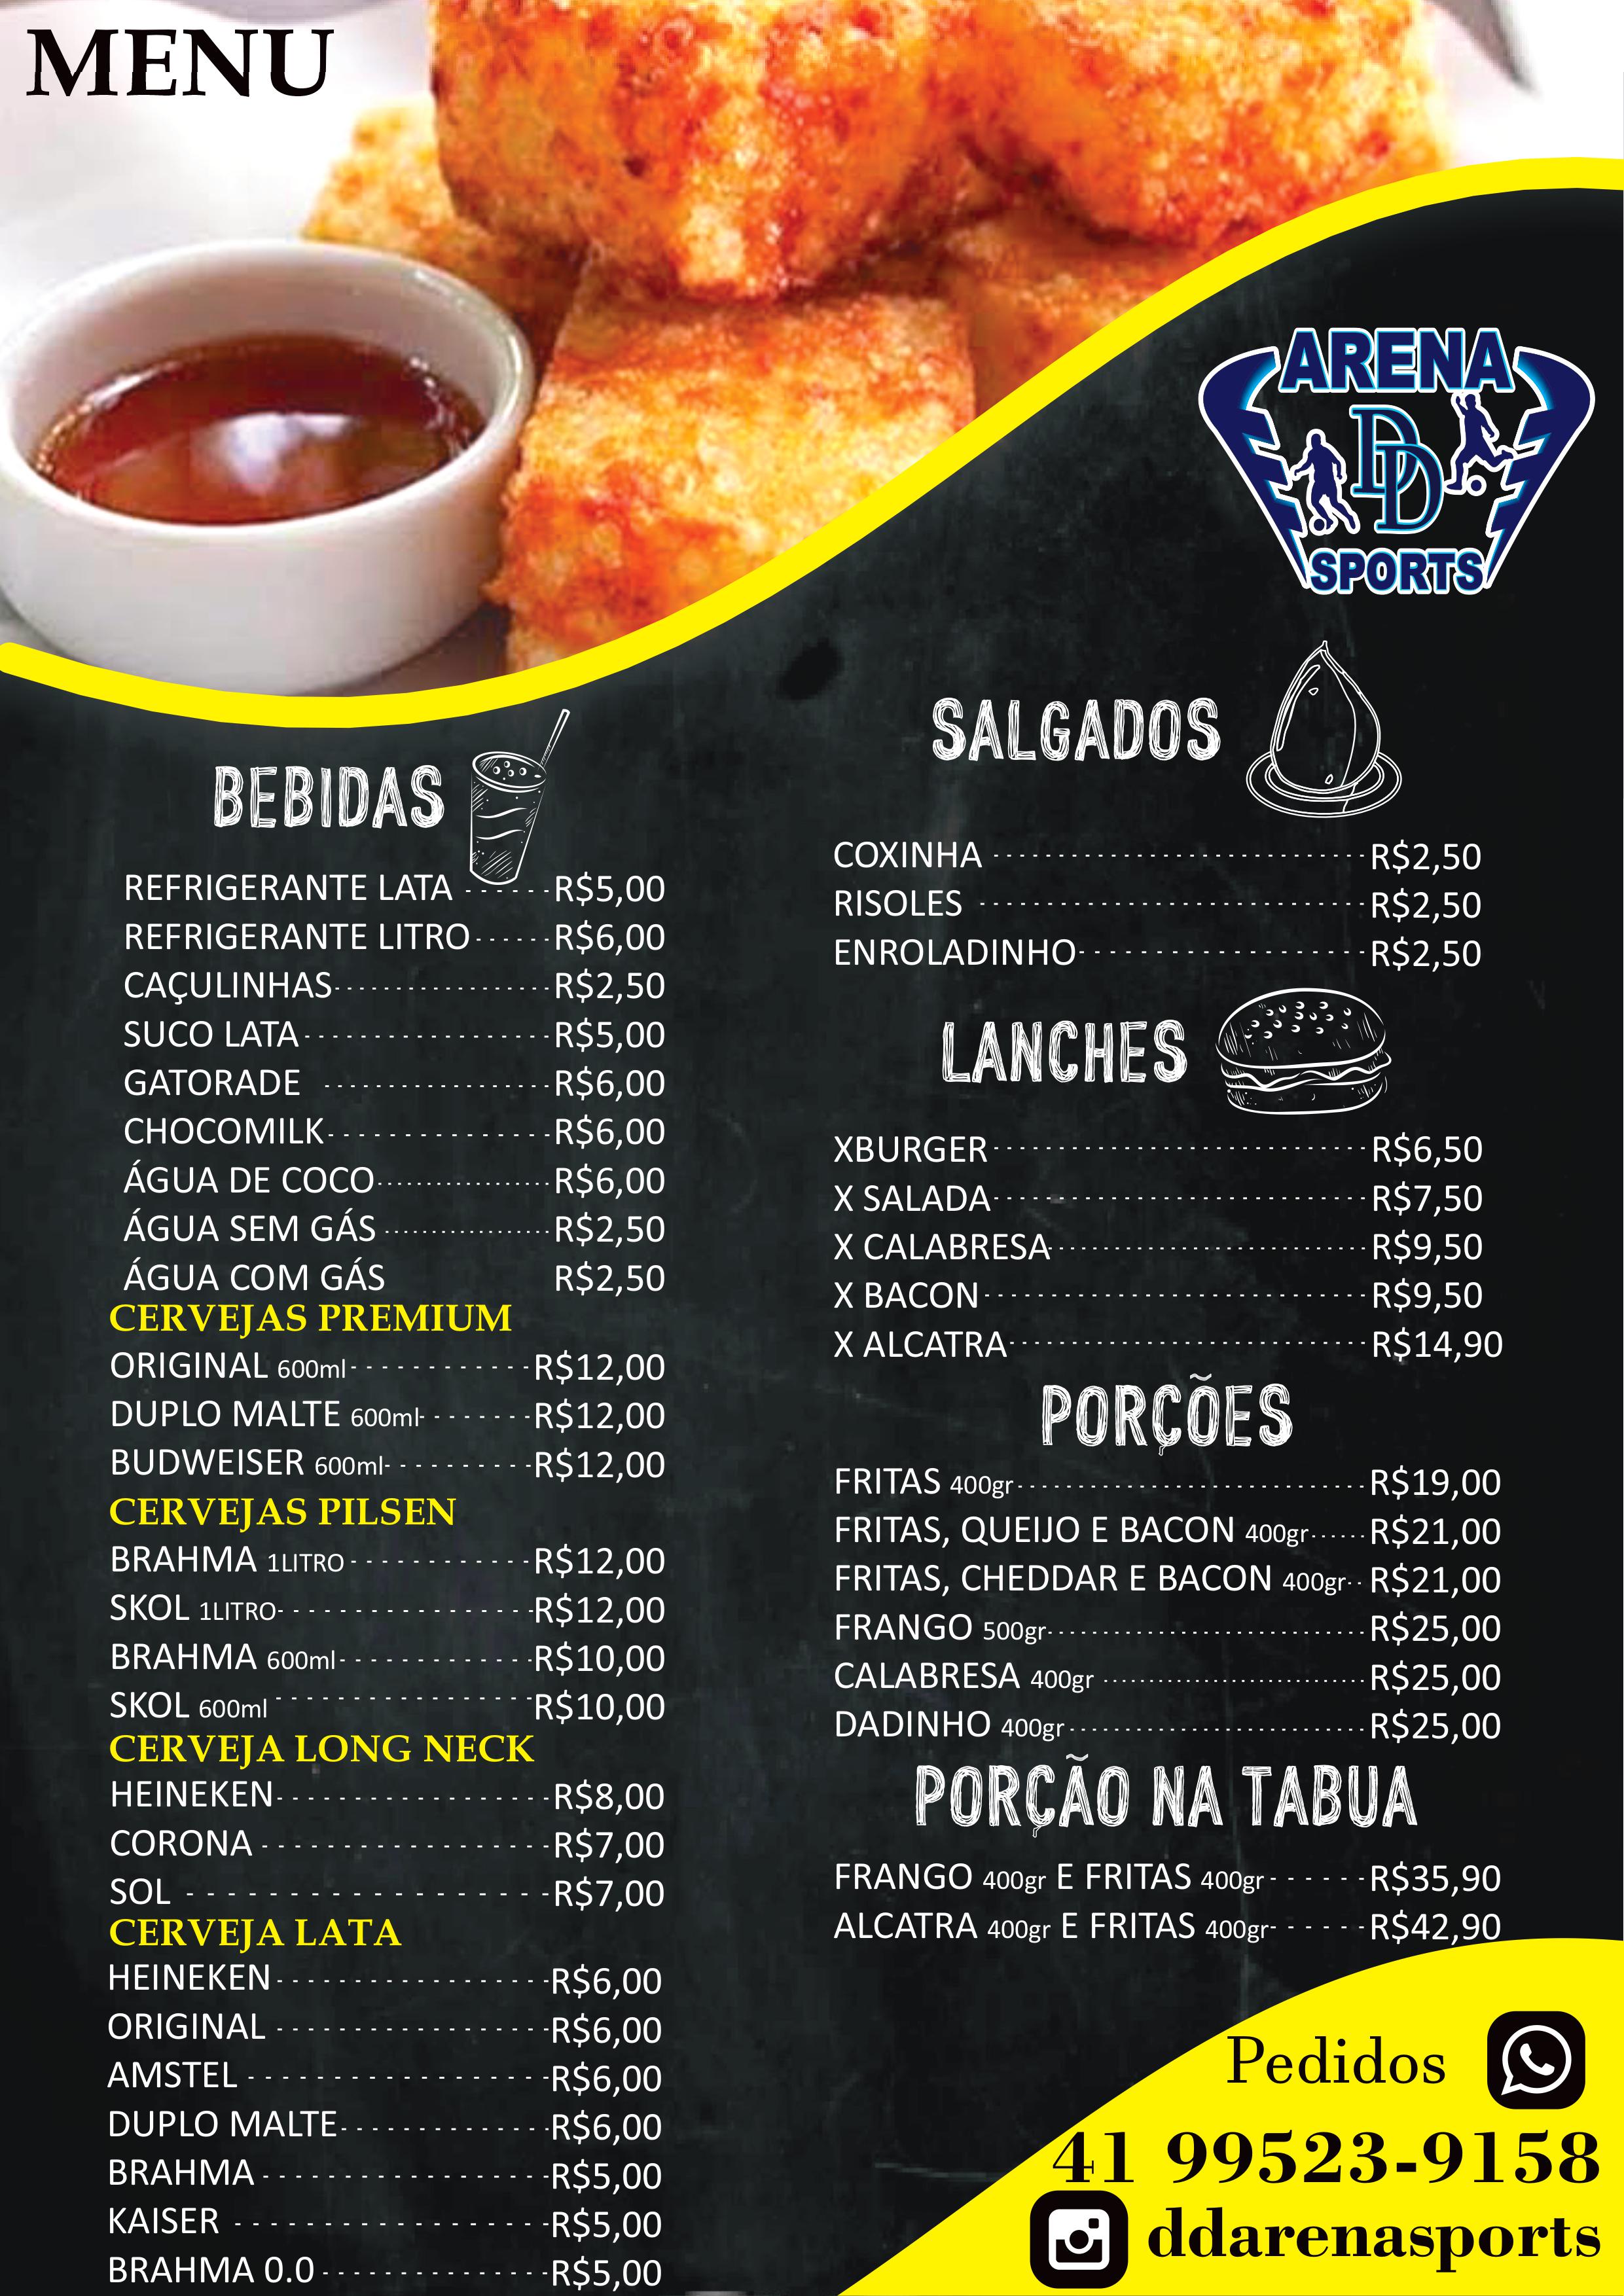 MENU
ARENA
DD
SPORTS
BEBIDAS
REFRIGERANTE LATA R$5,00
REFRIGERANTE LITRO R$6,00
CAÇULINHAS R$2,50
SUCO LATA R$5,00
GATORADE R$6,00
CHOCOMILK R$6,00
ÁGUA DE COCO R$6,00
ÁGUA SEM GÁS R$2,50
ÁGUA COM GÁS R$2,50
CERVEJAS PREMIUM
ORIGINAL 600ml R$12,00
DUPLO MALTE 600ml R$12,00
BUDWEISER 600ml R$12,00
CERVEJAS PILSEN
BRAHMA 1LITRO R$12,00
SKOL 1LITRO R$12,00
BRAHMA 600ml R$10,00
SKOL 600ml R$10,00
CERVEJA LONG NECK
HEINEKEN R$8,00
CORONA R$7,00
SOL R$7,00
CERVEJA LATA
HEINEKEN R$6,00
ORIGINAL R$6,00
AMSTEL R$6,00
DUPLO MALTE R$6,00
BRAHMA R$5,00
KAISER R$5,00
BRAHMA 0.0 R$5,00
SALGADOS
COXINHA R$2,50
RISOLES R$2,50
ENROLADINHO R$2,50
LANCHES
XBURGER R$6,50
X SALADA R$7,50
X CALABRESA R$9,50
X BACON R$9,50
X ALCATRA R$14,90
PORÇÕES
FRITAS 400gr R$19,00
FRITAS, QUEIJO E BACON 400gr R$21,00
FRITAS, CHEDDAR E BACON 400gr R$21,00
FRANGO 500gr R$25,00
CALABRESA 400gr R$25,00
DADINHO 400gr R$25,00
PORÇÃO NA TABUA
FRANGO 400gr E FRITAS 400gr R$35,90
ALCATRA 400gr E FRITAS 400gr R$42,90
Pedidos
41 99523-9158
ddarenasports